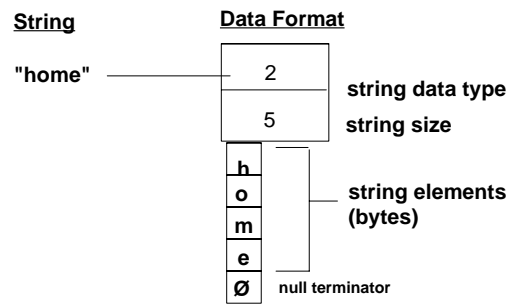 String Data Format
"home" 2
string data type
5 string size
h
o
string elements
(bytes)
m
e
Ø null terminator